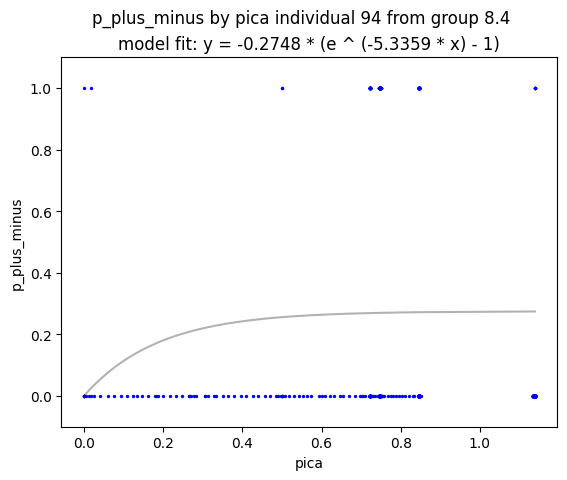 p_plus_minus by pica individual 94 from group 8.4
model fit: y = -0.2748 * (e ^ (-5.3359 * x) - 1)
1.0
0.8
0.6
0.4
0.2
0.0
p_plus_minus
0.0 0.2 0.4 0.6 0.8 1.0
pica